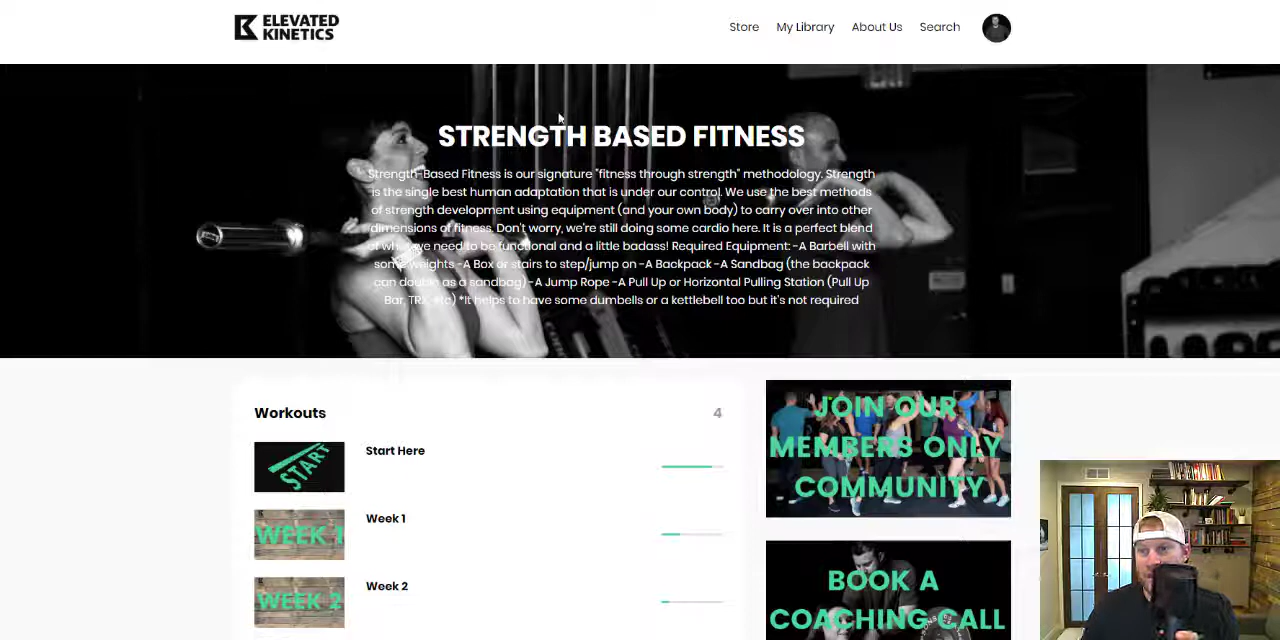 ELEVATED
KINETICS
Store My Library About Us Search
STRENGTH BASED FITNESS
Strength-Based Fitness is our signature "fitness through strength" methodology. Strength
is the single best human adaptation that is under our control. We use the best methods
of strength development using equipment (and your own body) to carry over into other
dimensions of fitness. Don't worry, we're still doing some cardio here. It is a perfect blend
of what we need to be functional and a little badass! Required Equipment: -A Barbell with
some weights -A Box or stairs to step/jump on -A Backpack -A Sandbag (the backpack
can double as a sandbag) -A Jump Rope -A Pull Up or Horizontal Pulling Station (Pull Up
Bar, TRX, etc) *It helps to have some dumbells or a kettlebell too but it's not required
Workouts 4
START
Start Here
WEEK 1
Week 1
WEEK 2
Week 2
JOIN OUR
MEMBERS ONLY
COMMUNITY
BOOK A
COACHING CALL